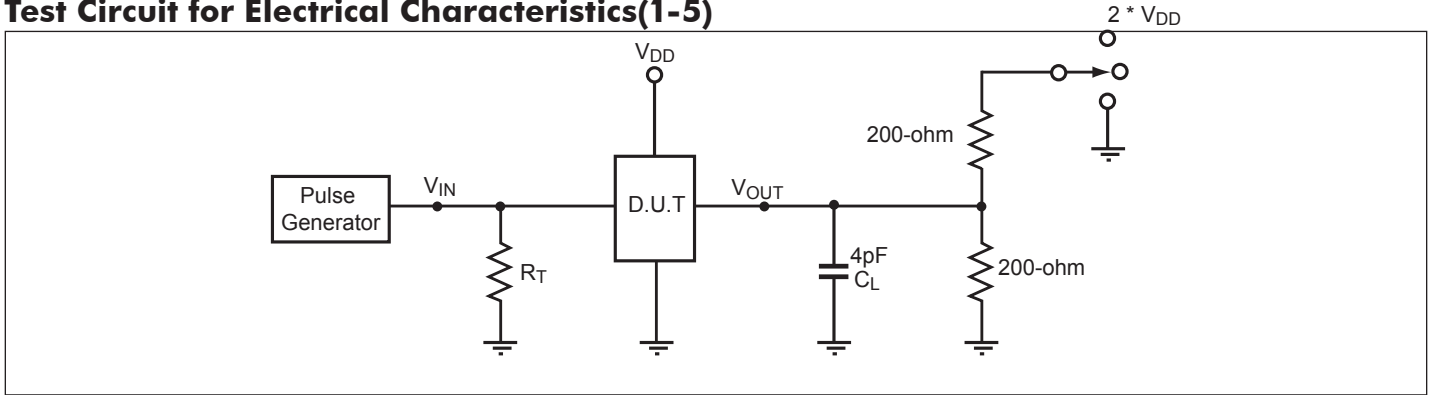 Test Circuit for Electrical Characteristics(1-5)
2 * VDD
VDD
200-ohm
Pulse
Generator
VIN
D.U.T
VOUT
RT
4pF
CL
200-ohm